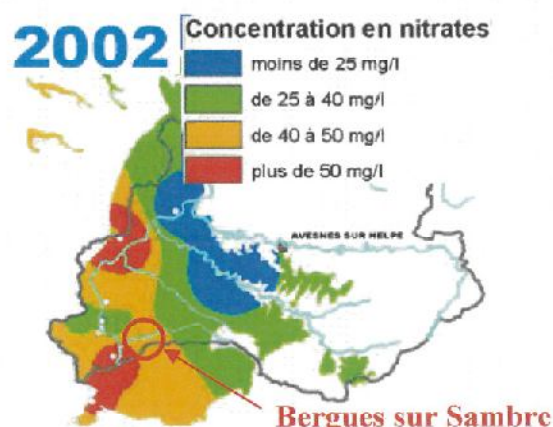 2002
Concentration en nitrates
moins de 25 mg/l
de 25 à 40 mg/l
de 40 à 50 mg/l
plus de 50 mg/l
AVESNES SUR HELPE
Bergues sur Sambre